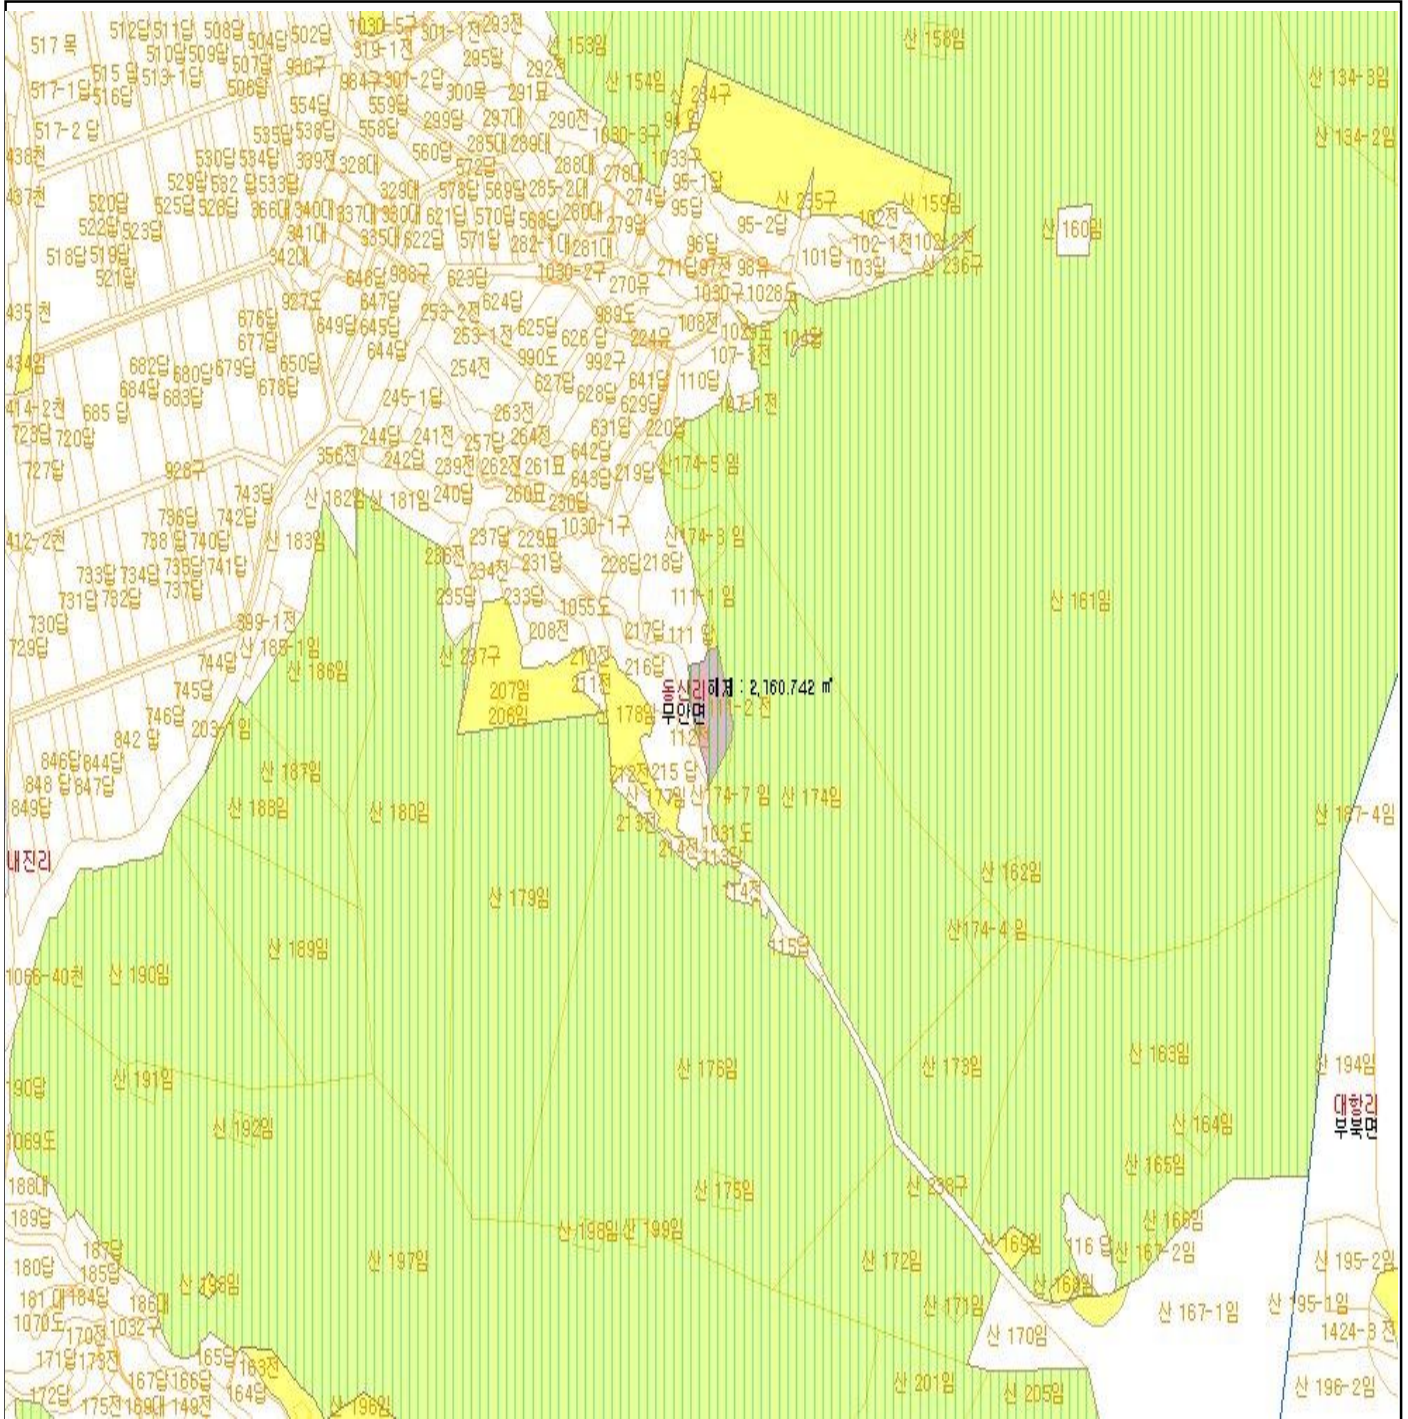 517 목
512답
511답
508답
504답
502답
1030-5구
301-1전
293전
산 153임
산 158임
510답
509답
507답
930구
319-1전
295답
292전
515 답
513-1답
984구
301-2답
산 154임
산 134-3임
517-1답
516답
506답
554답
559답
300목
291묘
산 234구
517-2 답
535답
538답
558답
299답
297대
290전
94 임
1030-3구
산 134-2임
438천
530답
534답
339전
328대
560답
285대
289대
288대
1033구
437천
529답
532 답
533답
329대
572답
278대
95-1답
520답
525답
528답
366대
340대
337대
330대
578답
569답
285-2대
274답
95답
산 235구
산 159임
522답
523답
341대
335대
621답
570답
568답
280대
279답
95-2답
102전
산 160임
518답
519답
342대
622답
571답
282-1대
281대
96답
101답
102-1전
102-2전
521답
646답
988구
623답
1030-2구
271답
97전
98유
103답
산 236구
435 천
927도
647답
624답
270유
1030구
1028도
676답
649답
645답
253-2전
625답
989도
108전
1029도
104답
677답
644답
253-1전
626 답
224유
434임
682답
680답
679답
650답
254전
990도
992구
107-3전
684답
683답
678답
627답
628답
641답
110답
414-2천
685 답
245-1답
263전
629답
107-1전
723답
720답
244답
241전
257답
264전
631답
220답
727답
928구
356전
242답
239전
262전
261묘
642답
산174-5 임
743답
산 182임
산 181임
240답
260묘
230답
643답
219답
412-2천
736답
742답
산 183임
237답
229묘
1030-1구
산174-3 임
738 답
740답
236전
231답
228답
218답
733답
734답
735답
741답
234전
731답
732답
737답
235답
233답
1055도
111-1 임
산 161임
730답
399-1전
208전
217답
111 답
729답
744답
산 185-1임
산 186임
산 237구
210전
216답
745답
207임
211전
동산리
해제 : 2,160.742 ㎡
746답
203-1임
206임
산 178임
무안면
111-2 전
842 답
112전
846답
844답
산 187임
212전
215 답
848 답
847답
산 188임
산 180임
산 177임
산174-7 임
산 174임
849답
213전
1031도
산 187-4임
내진리
214전
113답
산 162임
산 179임
114전
산 189임
115답
산174-4 임
1066-40천
산 190임
산 163임
산 191임
산 176임
산 173임
산 194임
190답
대항리
산 192임
산 164임
부북면
1069도
산 165임
188대
산 175임
산 238구
189답
산 198임
산 199임
산 166임
187답
산 197임
산 172임
산 169임
116 답
산 167-2임
산 195-2임
180답
185답
산 168임
181 대
184답
186대
산 171임
산 167-1임
산 195-1임
1070도
170전
1032구
산 170임
1424-3 전
171답
173전
165답
163전
167답
166답
산 201임
산 196-2임
172답
175전
169대
149전
164답
산 196임
산 205임